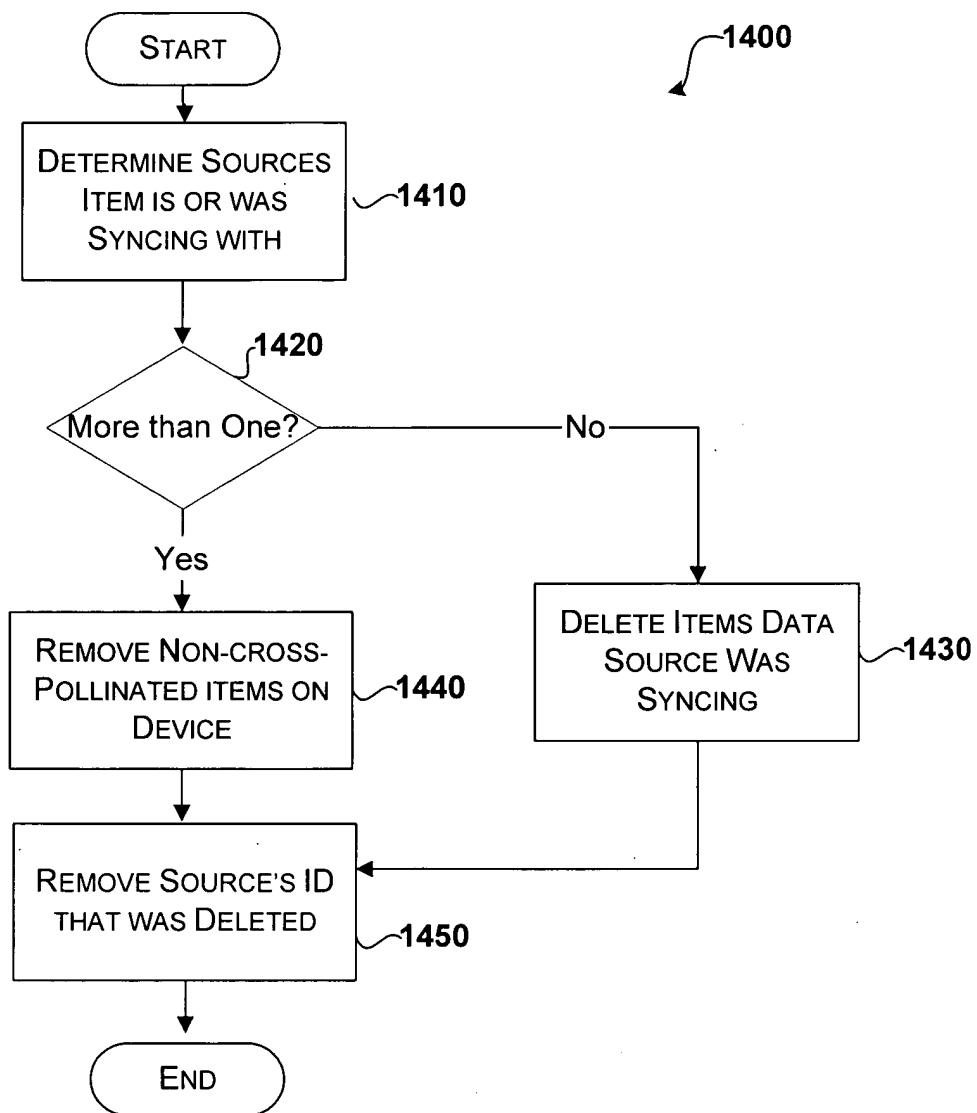 START
1400
DETERMINE SOURCES
ITEM IS OR WAS
SYNCING WITH
1410
1420
More than One?
No
Yes
REMOVE NON-CROSS-
POLLINATED ITEMS ON
DEVICE
1440
DELETE ITEMS DATA
SOURCE WAS
SYNCING
1430
REMOVE SOURCE'S ID
THAT WAS DELETED
1450
END